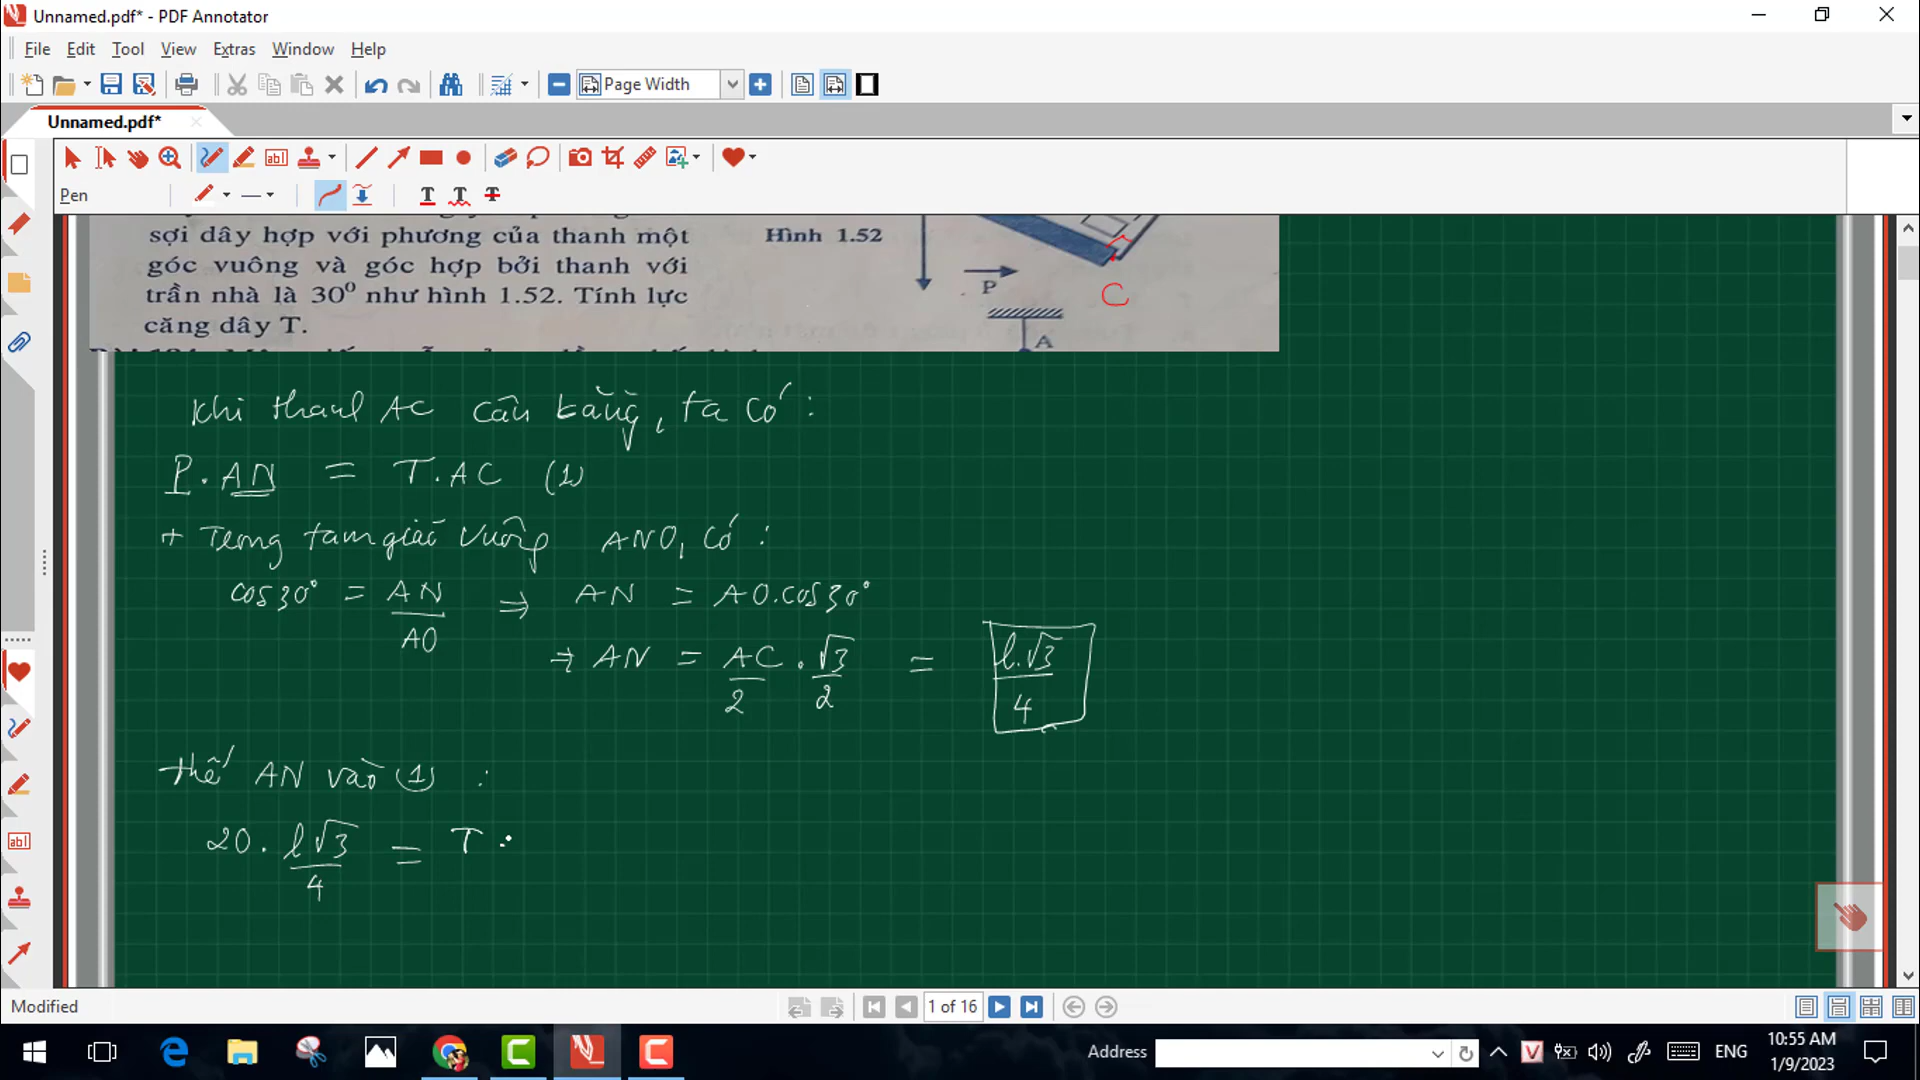 Unnamed.pdf* - PDF Annotator
File Edit Tool View Extras Window Help
Page Width
Unnamed.pdf*
Pen
sợi dây hợp với phương của thanh một
góc vuông và góc hợp bởi thanh với
trần nhà là 30⁰ như hình 1.52. Tính lực
căng dây T.
Hình 1.52
P
C
A
Khi thanh AC cân bằng, ta có :
P.AN = T.AC (1)
+ Trong tam giác vuông ANO, có :
cos30° = AN/AO ⇒ AN = AO.cos30°
⇒ AN = AC/2 . √3/2 = l.√3/4
thế AN vào (1) :
20. l√3/4 = T .
Modified
1 of 16
Address
ENG
10:55 AM
1/9/2023